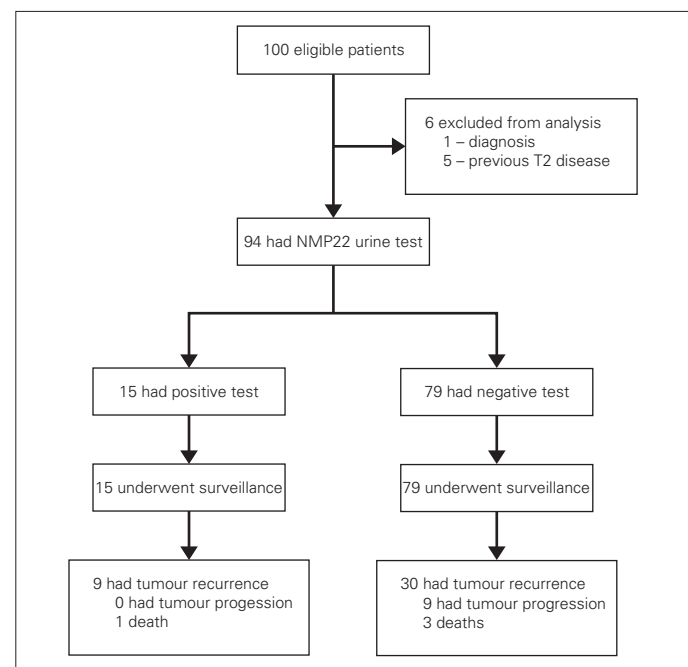 100 eligible patients
6 excluded from analysis
1 – diagnosis
5 – previous T2 disease
94 had NMP22 urine test
15 had positive test
79 had negative test
15 underwent surveillance
79 underwent surveillance
9 had tumour recurrence
0 had tumour progession
1 death
30 had tumour recurrence
9 had tumour progression
3 deaths